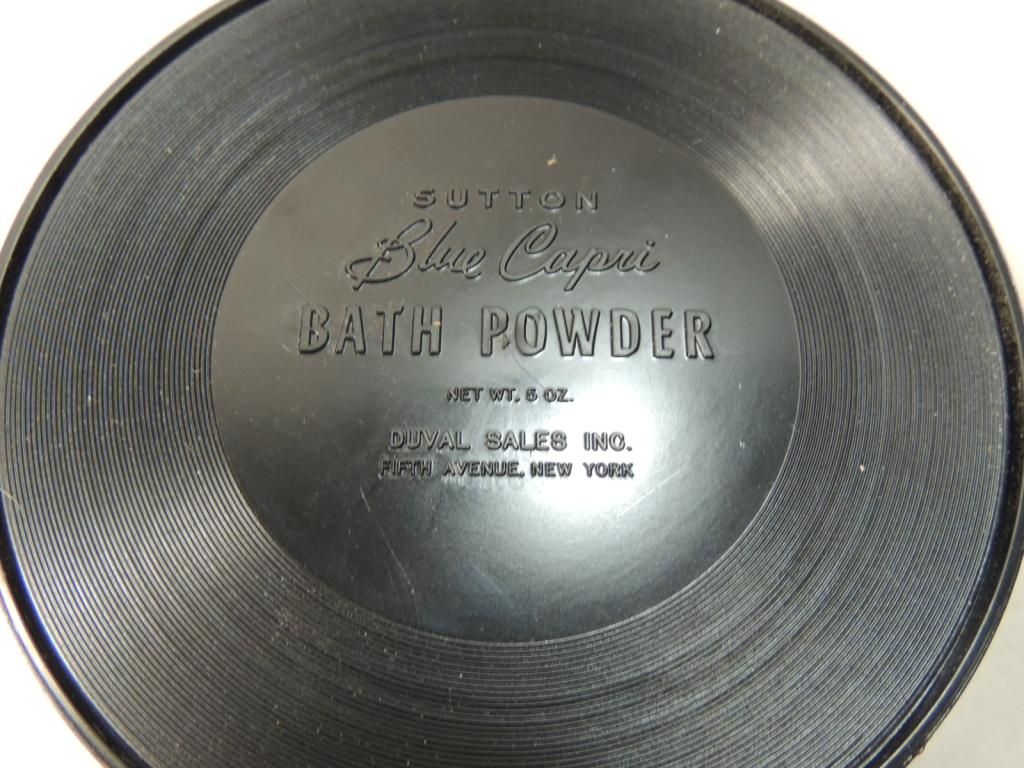 SUTTON
Blue Capri
BATH POWDER
NET WT. 5 OZ.
DUVAL SALES INC.
FIFTH AVENUE, NEW YORK